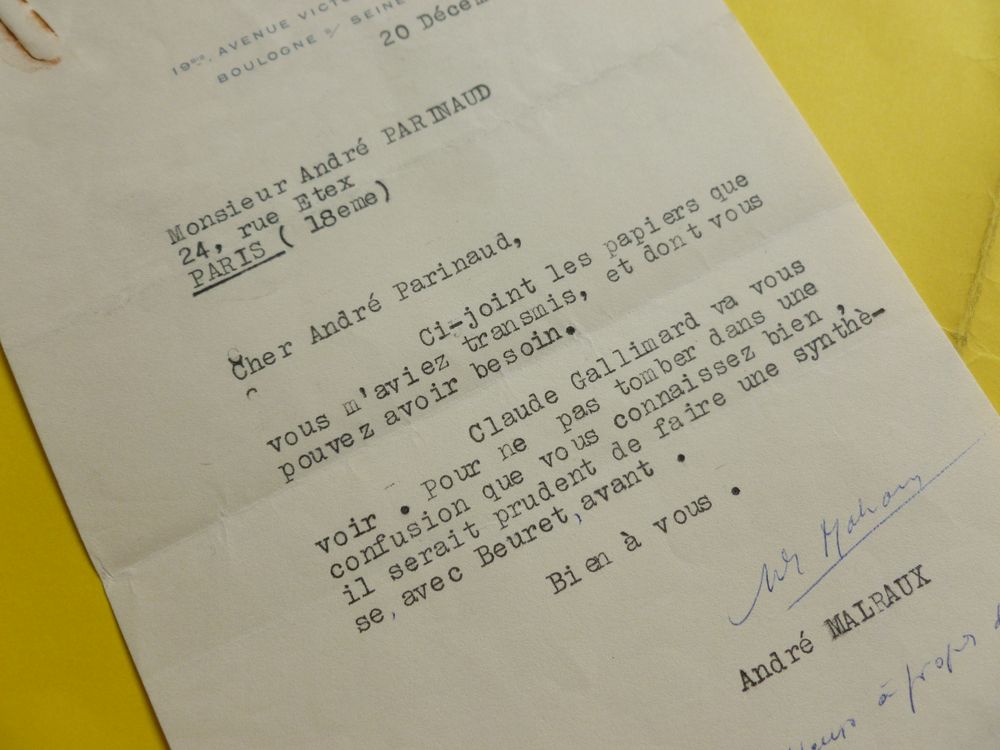 19bis, AVENUE VICTO
BOULOGNE s/ SEINE
20 Décem
Monsieur André PARINAUD
24, rue Etex
PARIS ( 18eme)
Cher André Parinaud,
Ci-joint les papiers que
vous m'aviez transmis, et dont vous
pouvez avoir besoin.
Claude Gallimard va vous
voir . Pour ne pas tomber dans une
confusion que vous connaissez bien ,
il serait prudent de faire une synthè-
se, avec Beuret, avant .
Bien à vous .
André MALRAUX
à propos